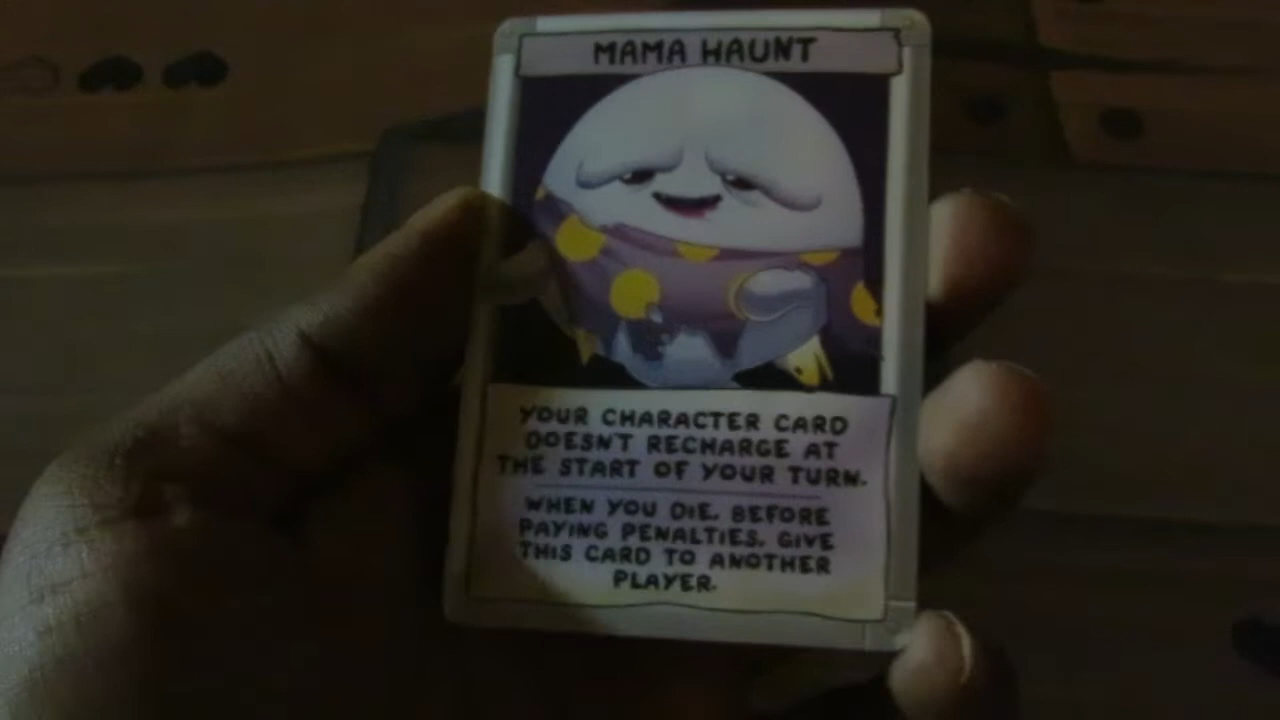 MAMA HAUNT
YOUR CHARACTER CARD
DOESN'T RECHARGE AT
THE START OF YOUR TURN.
WHEN YOU DIE, BEFORE
PAYING PENALTIES, GIVE
THIS CARD TO ANOTHER
PLAYER.